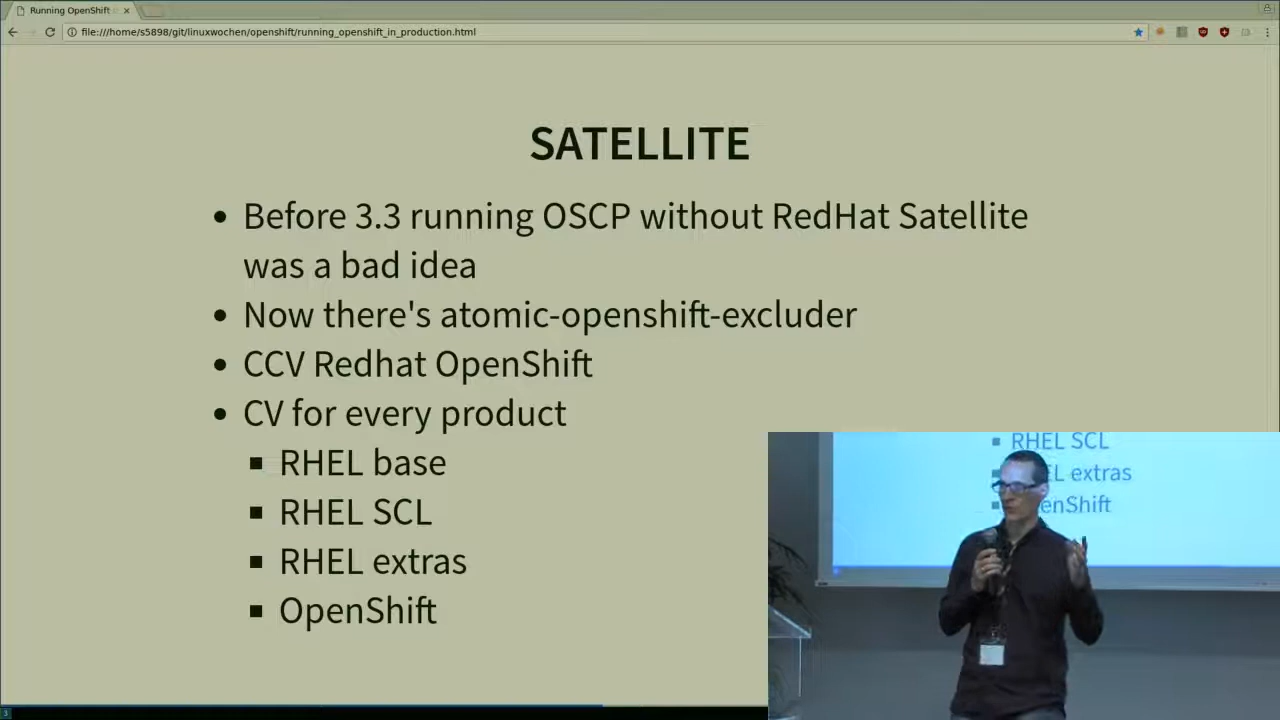 Running OpenShift
file:///home/s5898/git/linuxwochen/openshift/running_openshift_in_production.html
SATELLITE
Before 3.3 running OSCP without RedHat Satellite
was a bad idea
Now there's atomic-openshift-excluder
CCV Redhat OpenShift
CV for every product
RHEL base
RHEL SCL
RHEL extras
OpenShift
RHEL SCL
EL extras
enShift
3